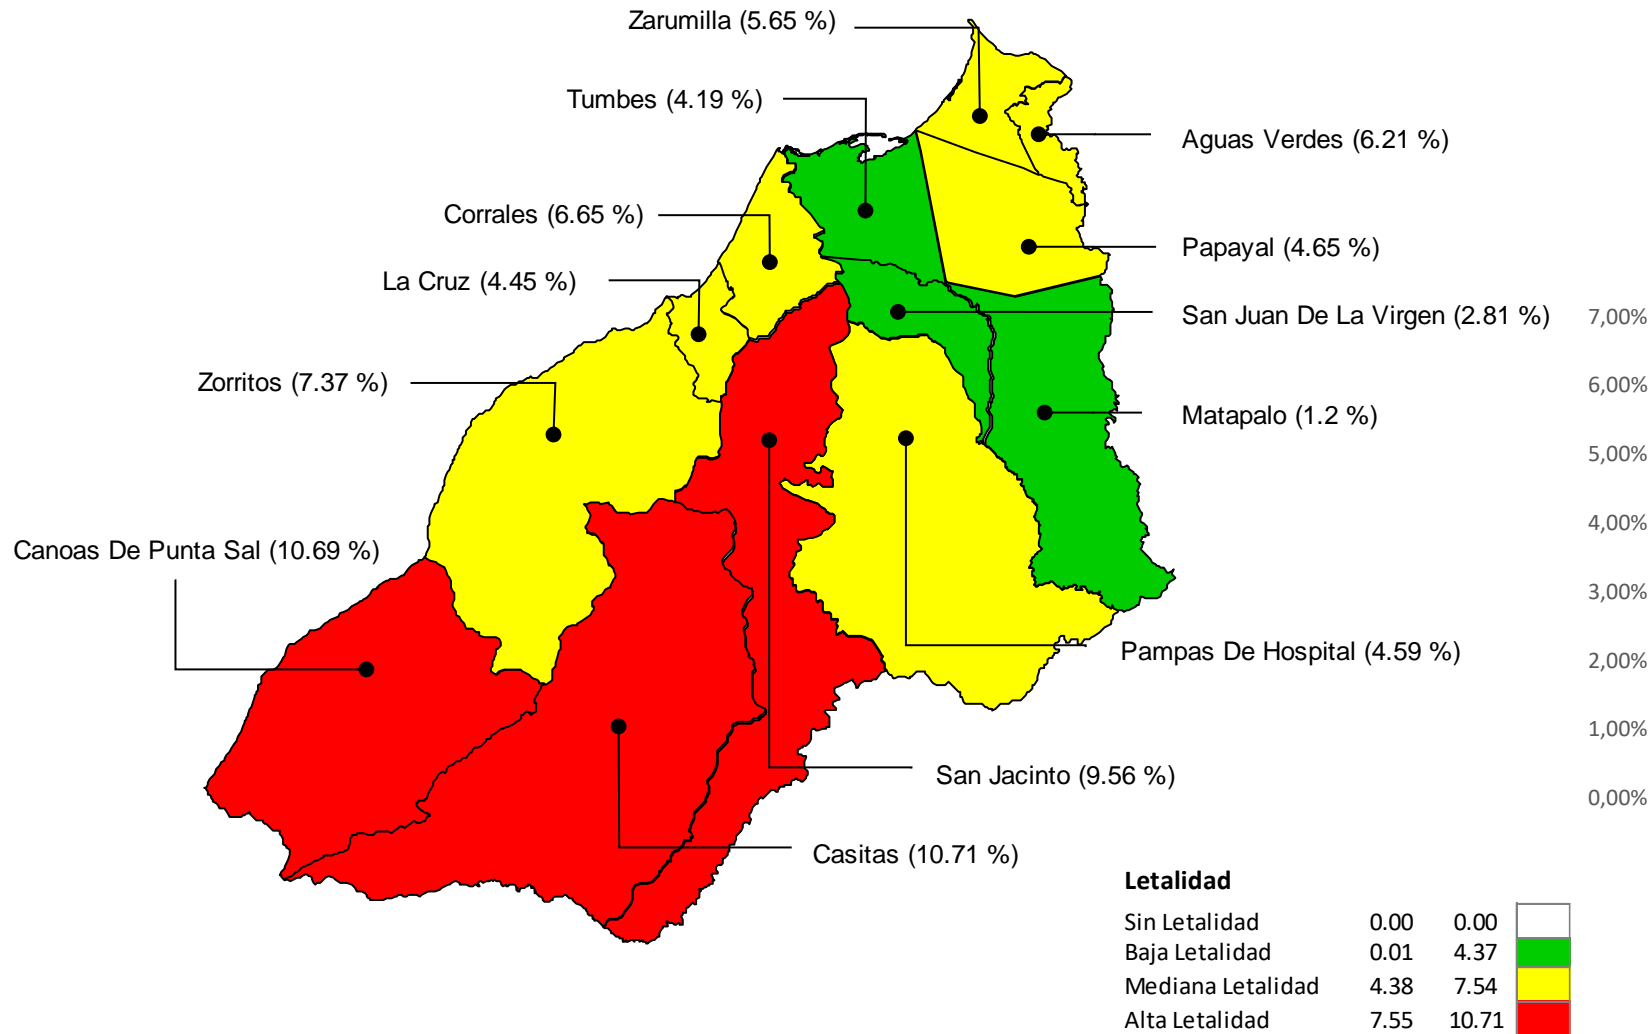 Zarumilla (5.65 %)
Tumbes (4.19 %)
Aguas Verdes (6.21 %)
Corrales (6.65 %)
Papayal (4.65 %)
La Cruz (4.45 %)
San Juan De La Virgen (2.81 %)
7,00%
Zorritos (7.37 %)
6,00%
Matapalo (1.2 %)
5,00%
4,00%
Canoas De Punta Sal (10.69 %)
3,00%
Pampas De Hospital (4.59 %)
2,00%
1,00%
San Jacinto (9.56 %)
0,00%
Casitas (10.71 %)
Letalidad
Sin Letalidad 0.00 0.00
Baja Letalidad 0.01 4.37
Mediana Letalidad 4.38 7.54
Alta Letalidad 7.55 10.71